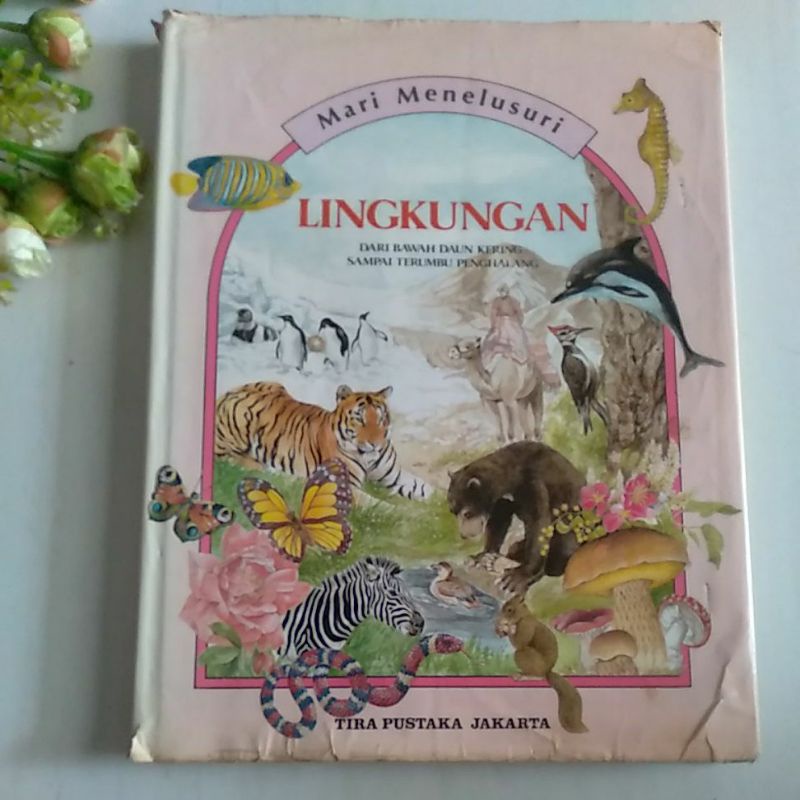 Mari Menelusuri
LINGKUNGAN
DARI BAWAH DAUN KERING
SAMPAI TERUMBU PENGHALANG
TIRA PUSTAKA JAKARTA